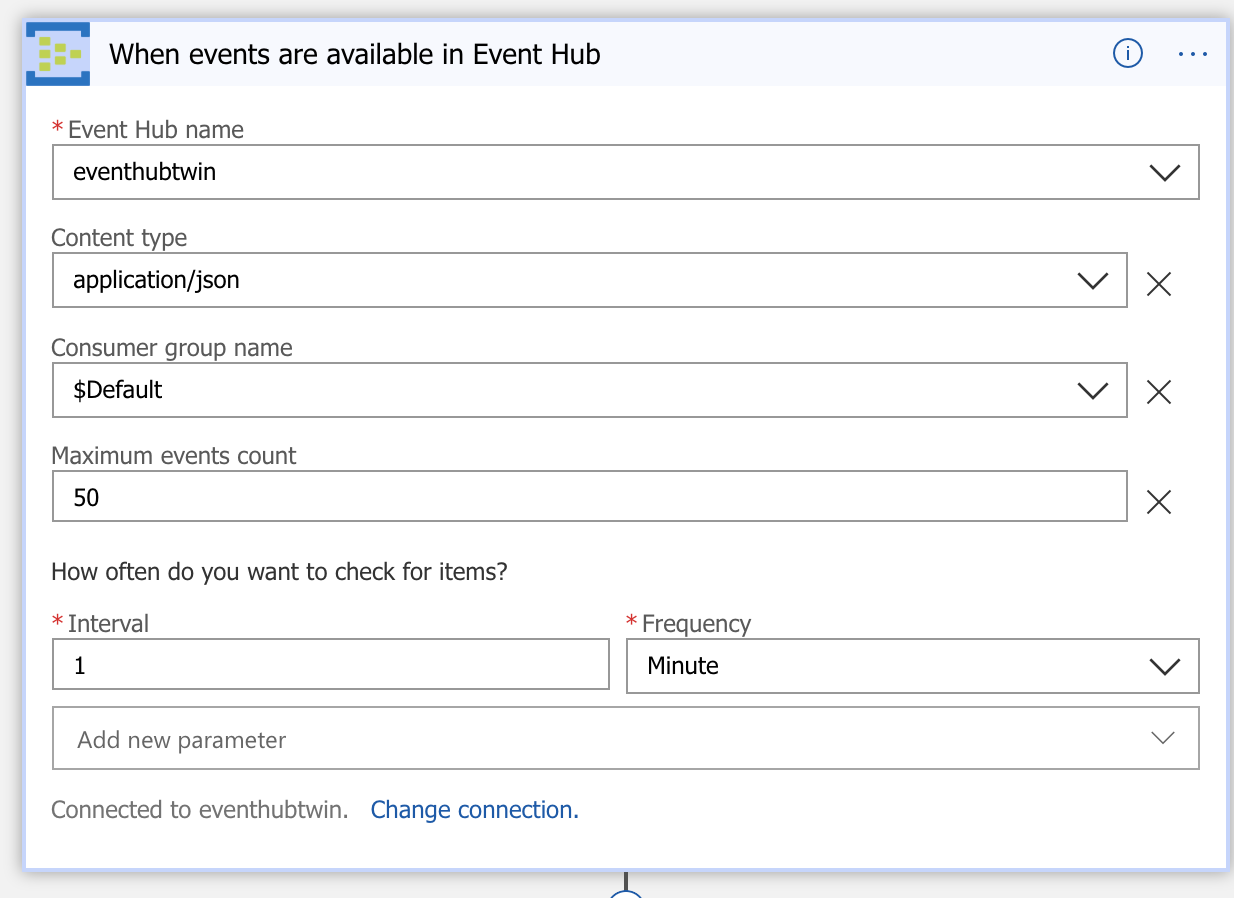 When events are available in Event Hub
* Event Hub name
eventhubtwin
Content type
application/json
Consumer group name
$Default
Maximum events count
50
How often do you want to check for items?
* Interval
* Frequency
1
Minute
Add new parameter
Connected to eventhubtwin. Change connection.